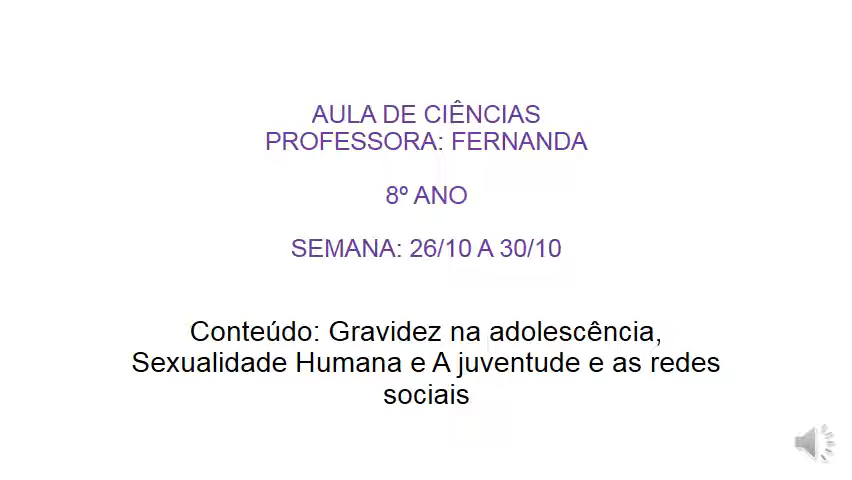 AULA DE CIÊNCIAS
PROFESSORA: FERNANDA
8º ANO
SEMANA: 26/10 A 30/10
Conteúdo: Gravidez na adolescência,
Sexualidade Humana e A juventude e as redes
sociais